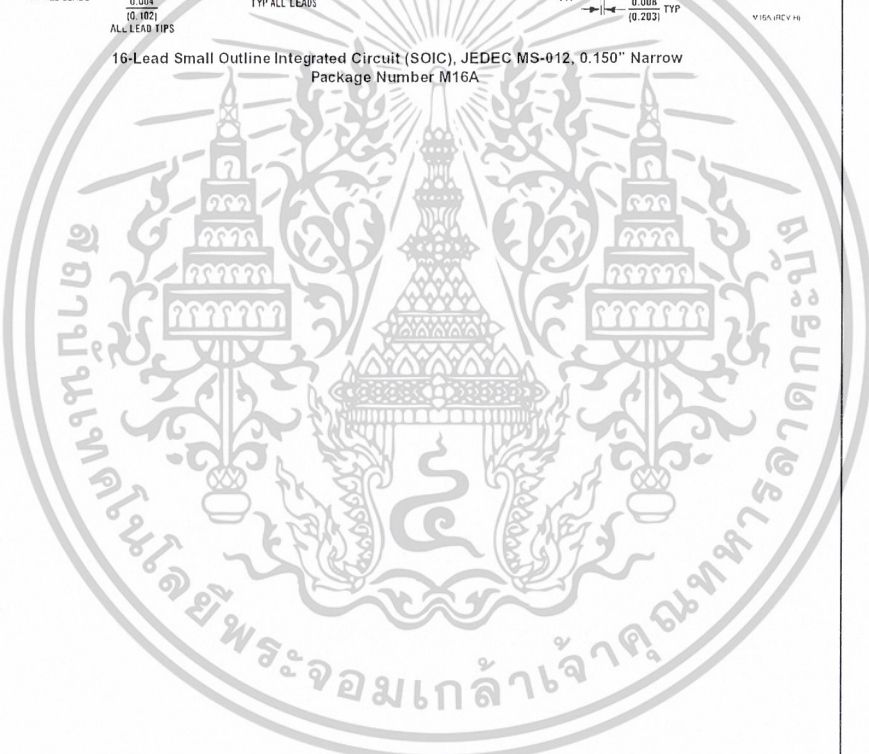 0.004
(0.102)
ALL LEAD TIPS
TYP ALL LEADS
0.008
(0.203)
TYP
M16A (REV H)
16-Lead Small Outline Integrated Circuit (SOIC), JEDEC MS-012, 0.150" Narrow
Package Number M16A
๔
สถาบันเทคโนโลยีพระจอมเกล้าเจ้าคุณทหารลาดกระบัง